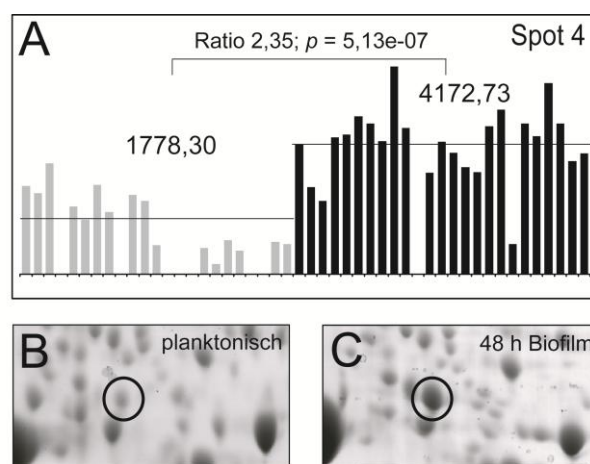 A
Ratio 2,35; p = 5,13e-07
Spot 4
4172,73
1778,30
B
planktonisch
C
48 h Biofilm